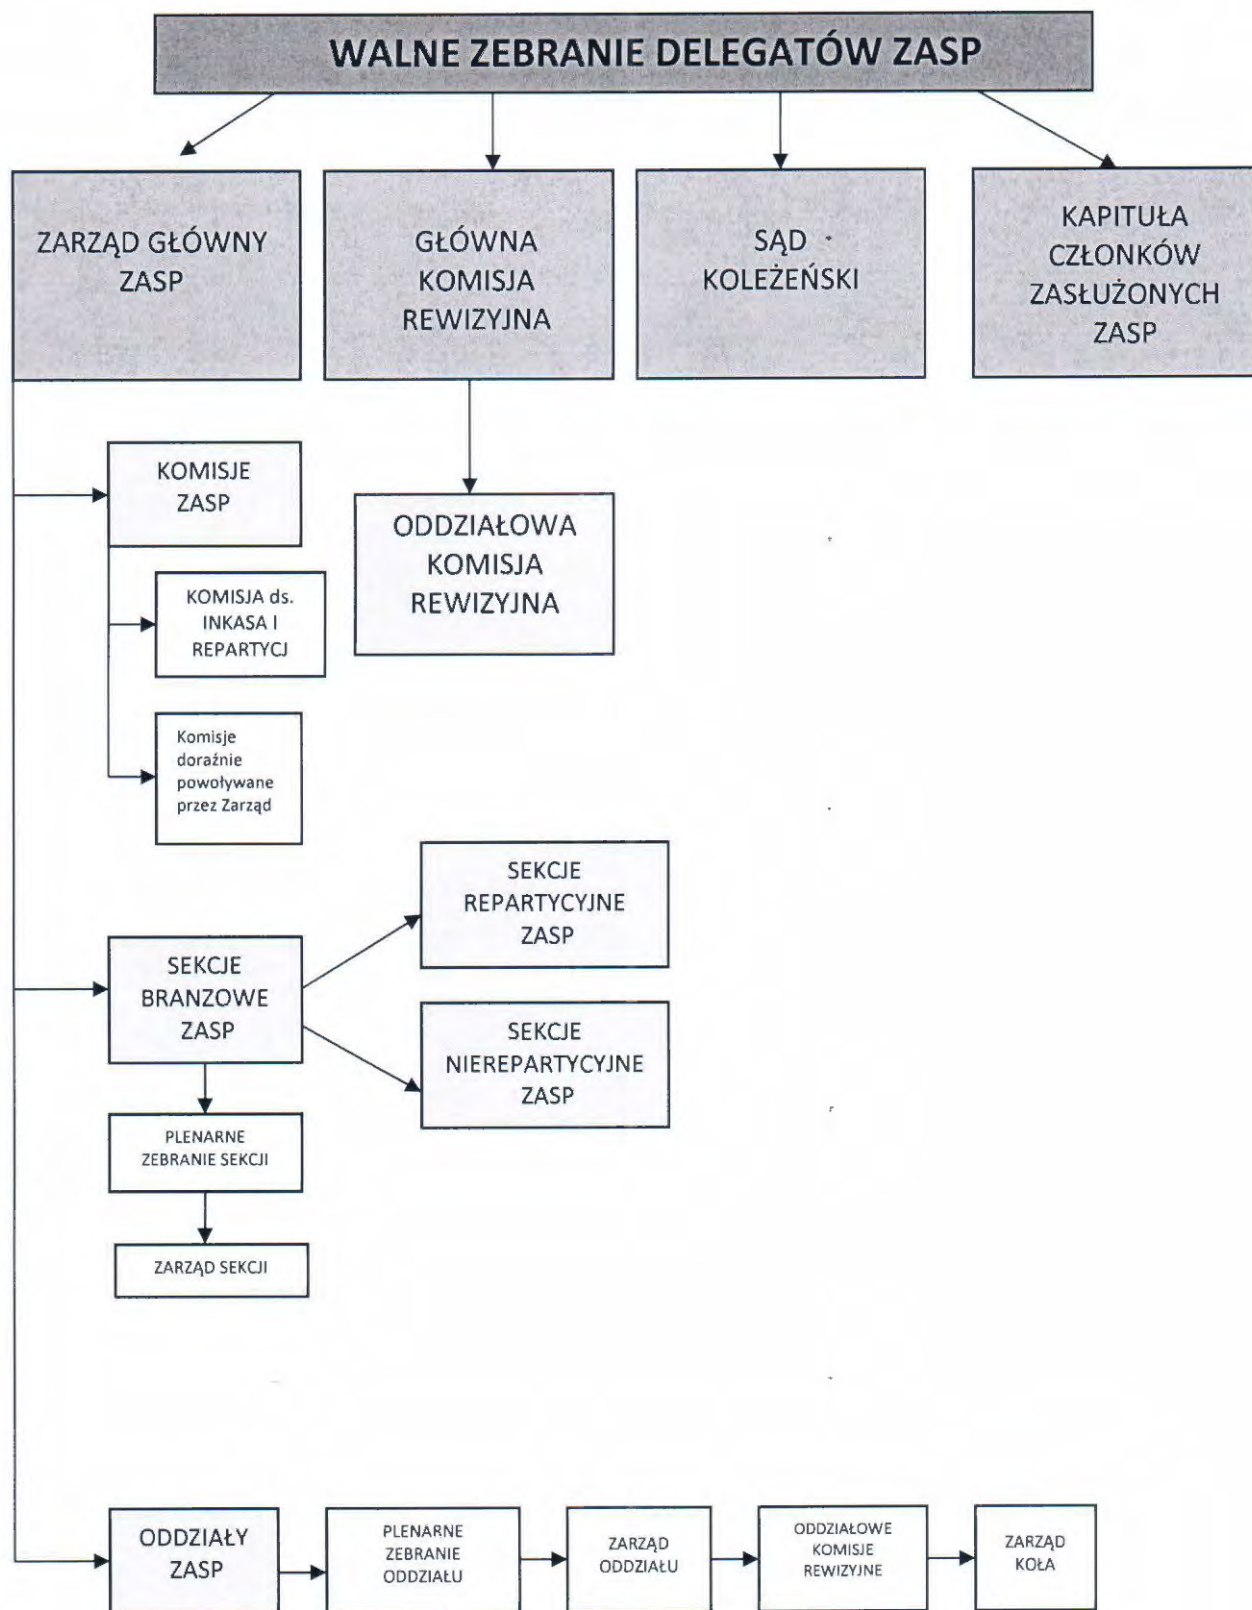 WALNE ZEBRANIE DELEGATÓW ZASP
ZARZĄD GŁÓWNY
ZASP
GŁÓWNA
KOMISJA
REWIZYJNA
SĄD
KOLEŻEŃSKI
KAPITUŁA
CZŁONKÓW
ZASŁUŻONYCH
ZASP
KOMISJE
ZASP
ODDZIAŁOWA
KOMISJA
REWIZYJNA
KOMISJA ds.
INKASA I
REPARTYCJ
Komisje
doraźnie
powoływane
przez Zarząd
SEKCJE
REPARTYCYJNE
ZASP
SEKCJE
BRANZOWE
ZASP
SEKCJE
NIEREPARTYCYJNE
ZASP
PLENARNE
ZEBRANIE SEKCJI
ZARZĄD SEKCJI
ODDZIAŁY
ZASP
PLENARNE
ZEBRANIE
ODDZIAŁU
ZARZĄD
ODDZIAŁU
ODDZIAŁOWE
KOMISJE
REWIZYJNE
ZARZĄD
KOŁA